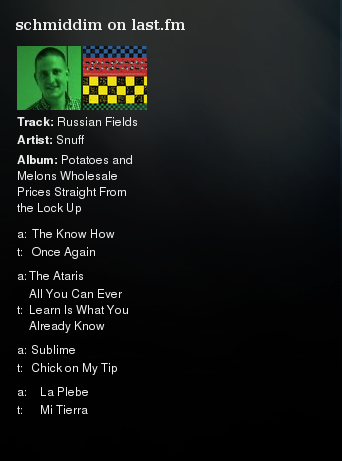 schmiddim on last.fm
Track: Russian Fields
Artist: Snuff
Album: Potatoes and
Melons Wholesale
Prices Straight From
the Lock Up
a: The Know How
t: Once Again
a: The Ataris
All You Can Ever
t: Learn Is What You
Already Know
a: Sublime
t: Chick on My Tip
a: La Plebe
t: Mi Tierra